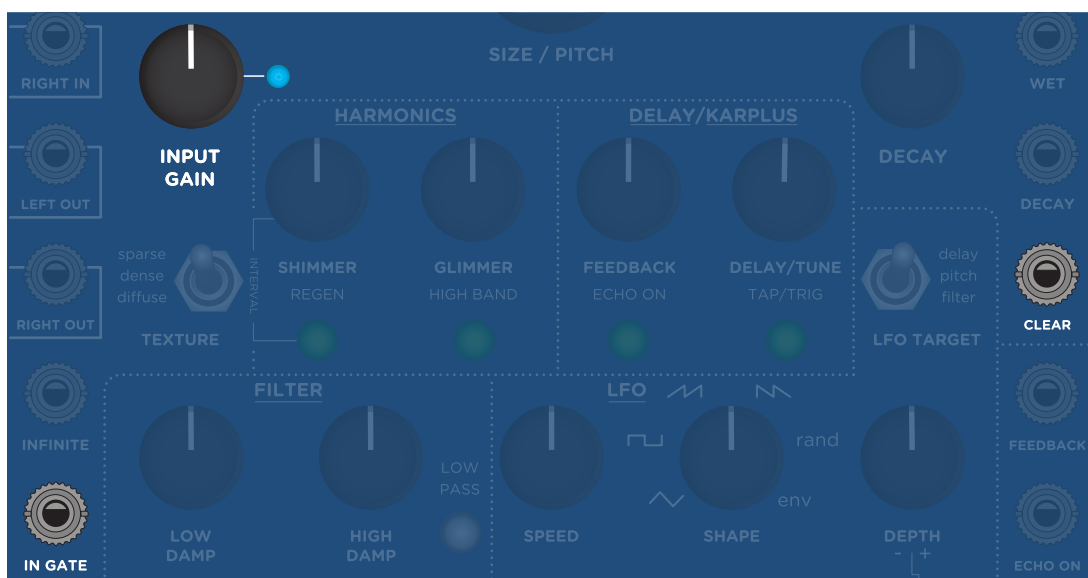 SIZE / PITCH
RIGHT IN
WET
HARMONICS
DELAY/KARPLUS
INPUT
GAIN
DECAY
LEFT OUT
DECAY
sparse
dense
diffuse
TEXTURE
INTERVAL
SHIMMER
REGEN
GLIMMER
HIGH BAND
FEEDBACK
ECHO ON
DELAY/TUNE
TAP/TRIG
delay
pitch
filter
LFO TARGET
RIGHT OUT
CLEAR
FILTER
LFO
INFINITE
FEEDBACK
rand
env
LOW
PASS
LOW
DAMP
HIGH
DAMP
SPEED
SHAPE
DEPTH
- +
IN GATE
ECHO ON